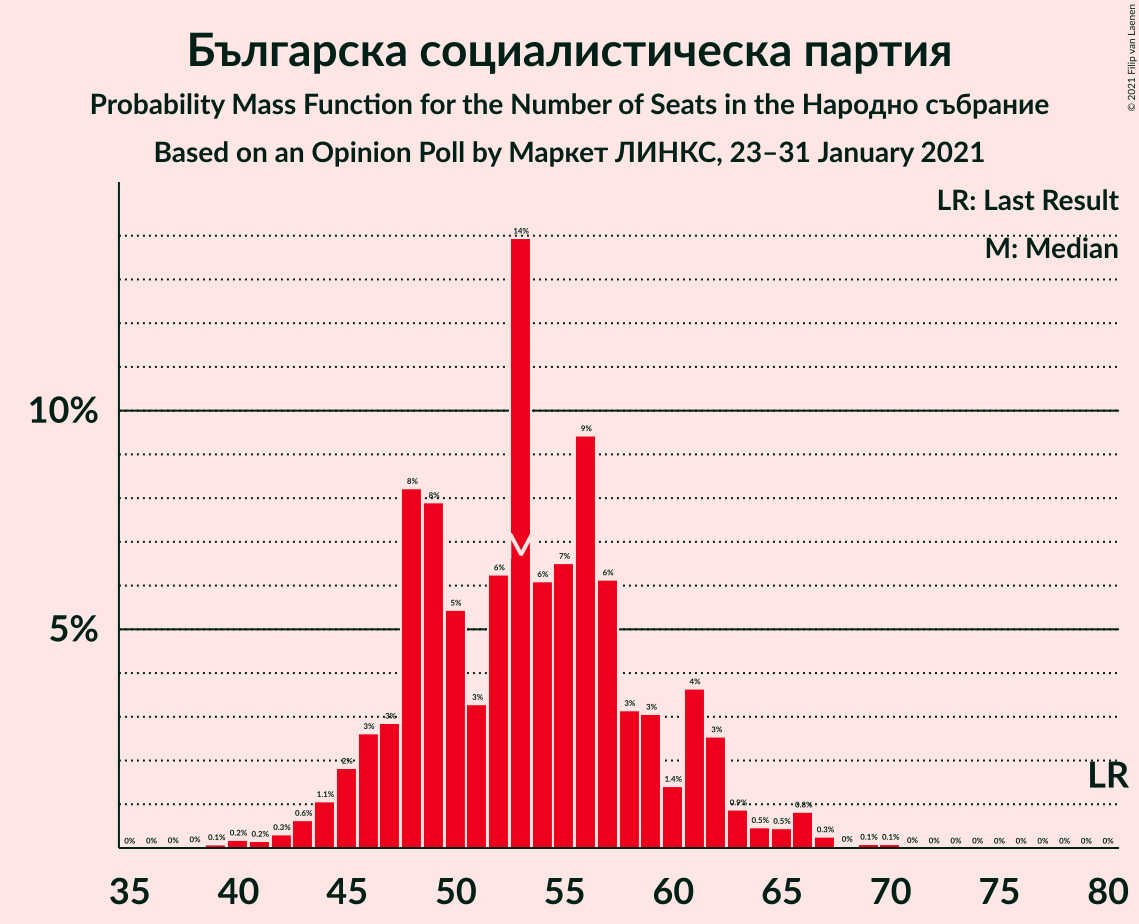 Българска социалистическа партия
Probability Mass Function for the Number of Seats in the Народно събрание
Based on an Opinion Poll by Маркет ЛИНКС, 23–31 January 2021
© 2021 Filip van Laenen
LR: Last Result
M: Median
10%
5%
0% 0% 0% 0% 0.1% 0.2% 0.2% 0.3% 0.6% 1.1% 2% 3% 3% 8% 8% 5% 3% 6% 14% 6% 7% 9% 6% 3% 3% 1.4% 4% 3% 0.9% 0.5% 0.5% 0.8% 0.3% 0% 0.1% 0.1% 0% 0% 0% 0% 0% 0% 0% 0% 0% 0%
M
LR
35 40 45 50 55 60 65 70 75 80